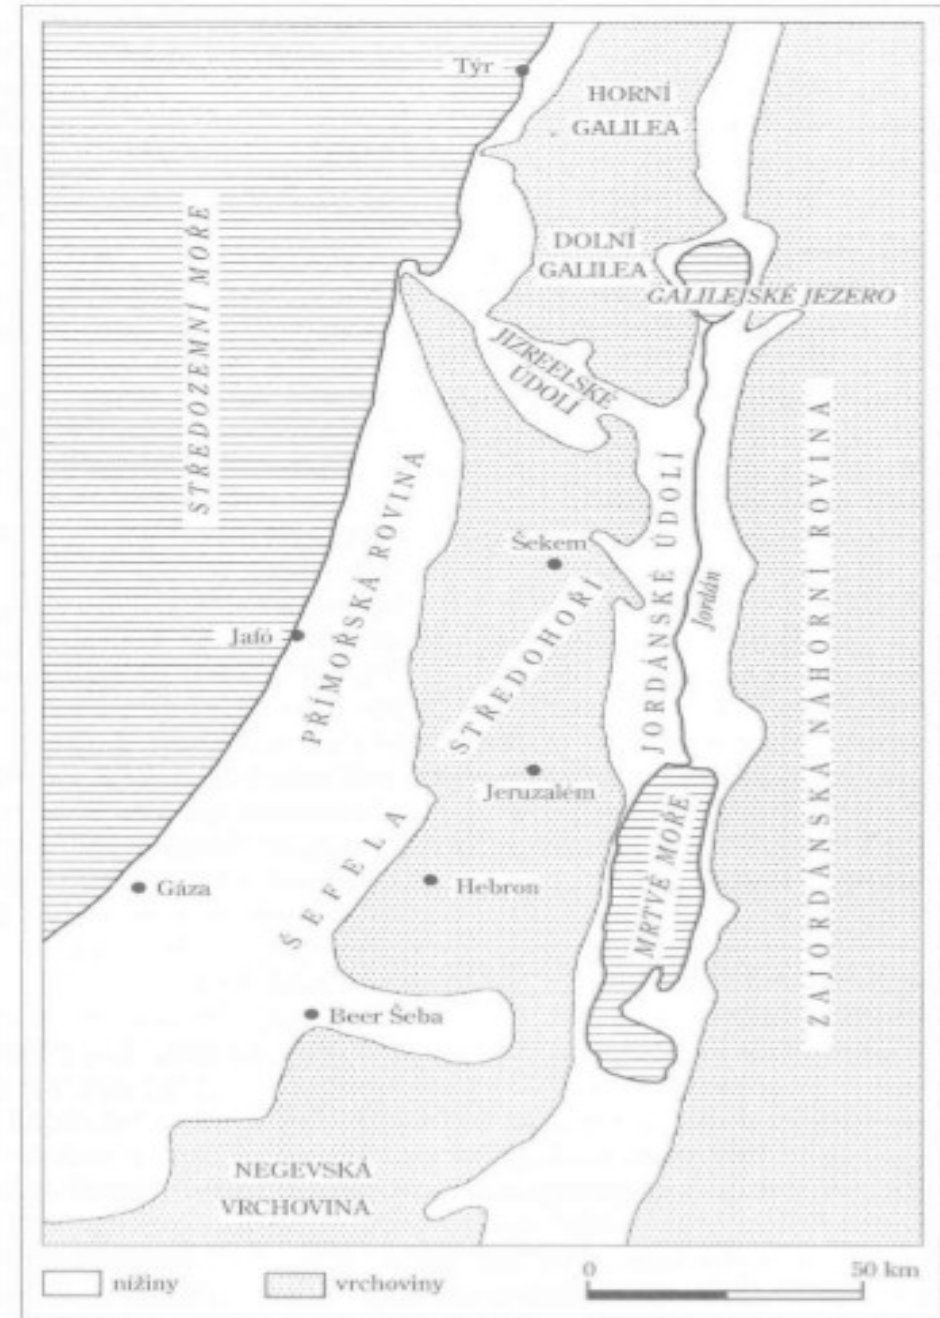 Týr
HORNÍ
GALILEA
STŘEDOZEMNÍ MOŘE
DOLNÍ
GALILEA
GALILEJSKÉ JEZERO
JIZREELSKÉ
ÚDOLÍ
PŘÍMOŘSKÁ ROVINA
Šekem
STŘEDOHOŘÍ
JORDÁNSKÉ ÚDOLÍ
Jordán
ZAJORDÁNSKÁ NÁHORNÍ ROVINA
Jafó
Jeruzalém
ŠEFELA
Gáza
Hebron
MRTVÉ MOŘE
Beer Šeba
NEGEVSKÁ
VRCHOVINA
nížiny
vrchoviny
0
50 km